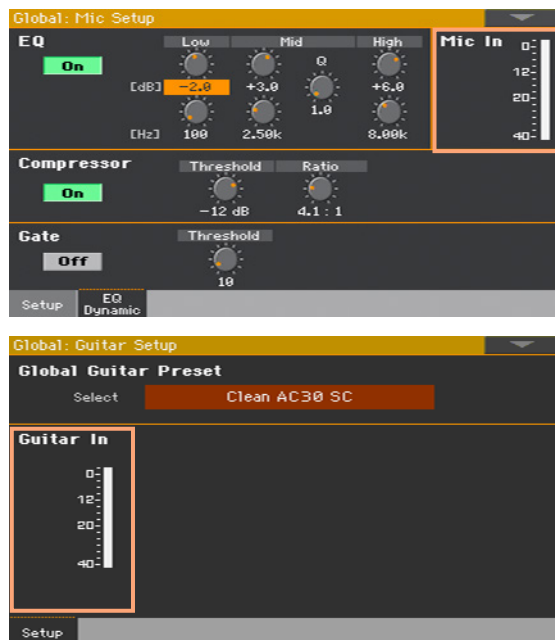 Global: Mic Setup
EQ Low Mid High Mic In
On Q
[dB] -2.0 +3.0 +6.0
1.0
[Hz] 100 2.50k 8.00k
0
12
20
40
Compressor Threshold Ratio
On
-12 dB 4.1 : 1
Gate Threshold
Off
10
Setup EQ Dynamic
Global: Guitar Setup
Global Guitar Preset
Select Clean AC30 SC
Guitar In
0
12
20
40
Setup